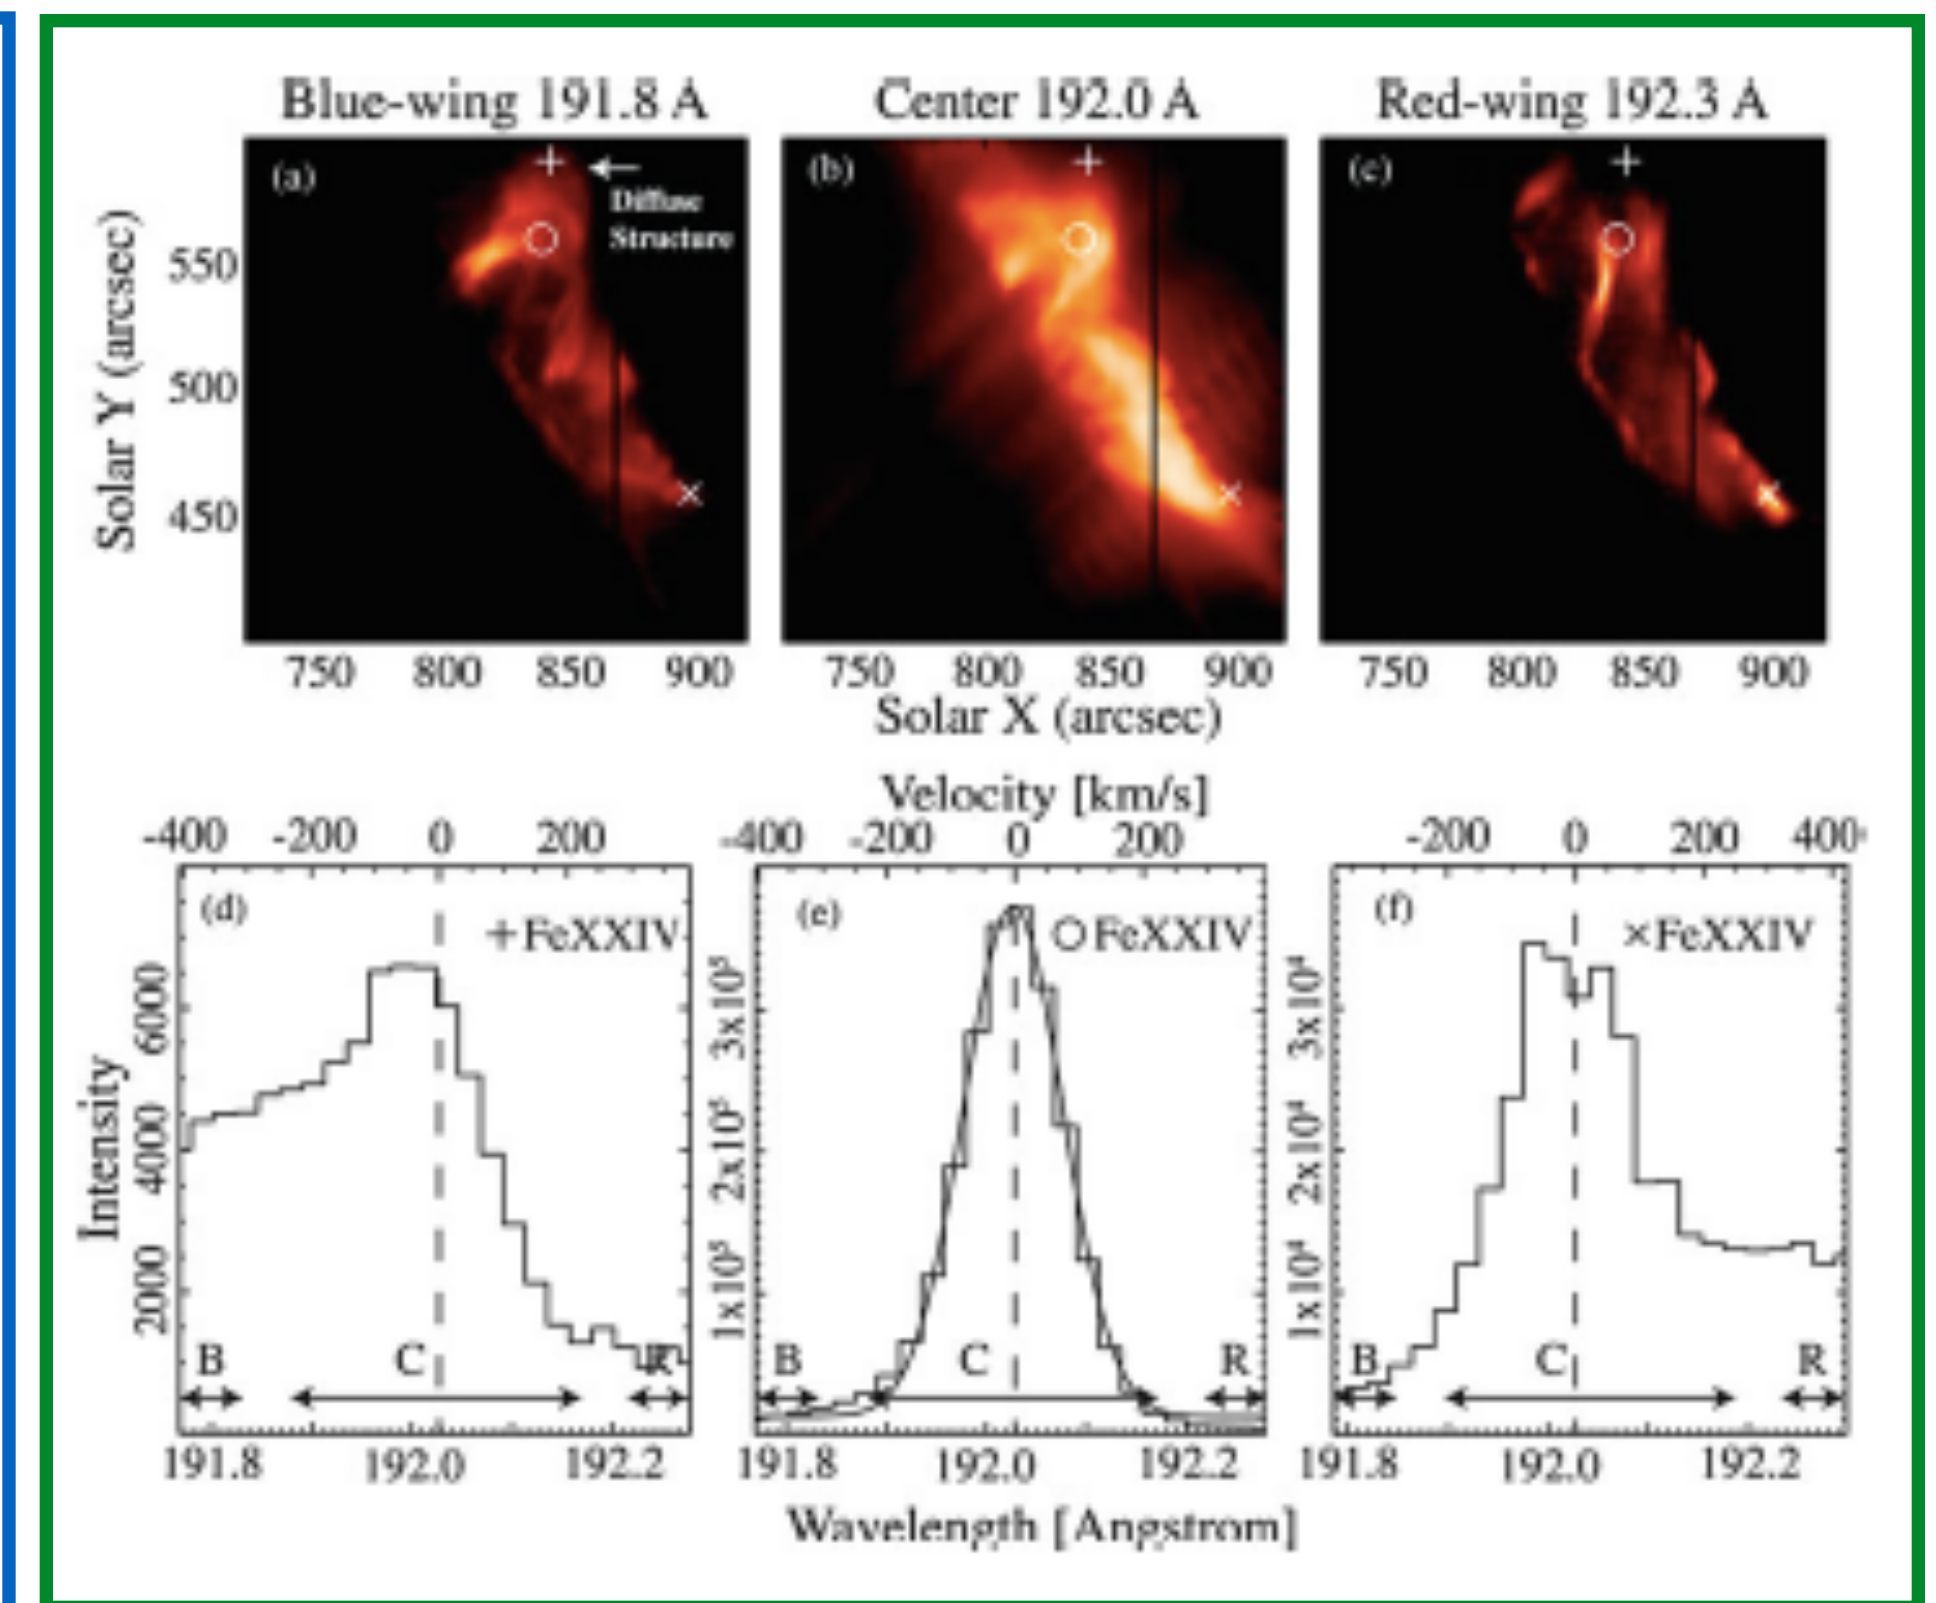 Blue-wing 191.8 A
Center 192.0 A
Red-wing 192.3 A
(a)
Diffuse
Structure
(b)
(c)
Solar Y (arcsec)
550
500
450
750 800 850 900
750 800 850 900
750 800 850 900
Solar X (arcsec)
Velocity [km/s]
-400 -200 0 200
-400 -200 0 200
-200 0 200 400
(d)
+FeXXIV
(e)
○FeXXIV
(f)
×FeXXIV
Intensity
6000
4000
2000
3x10⁵
2x10⁵
1x10⁵
3x10⁴
2x10⁴
1x10⁴
B C R
B C R
B C R
191.8 192.0 192.2
191.8 192.0 192.2
191.8 192.0 192.2
Wavelength [Angstrom]